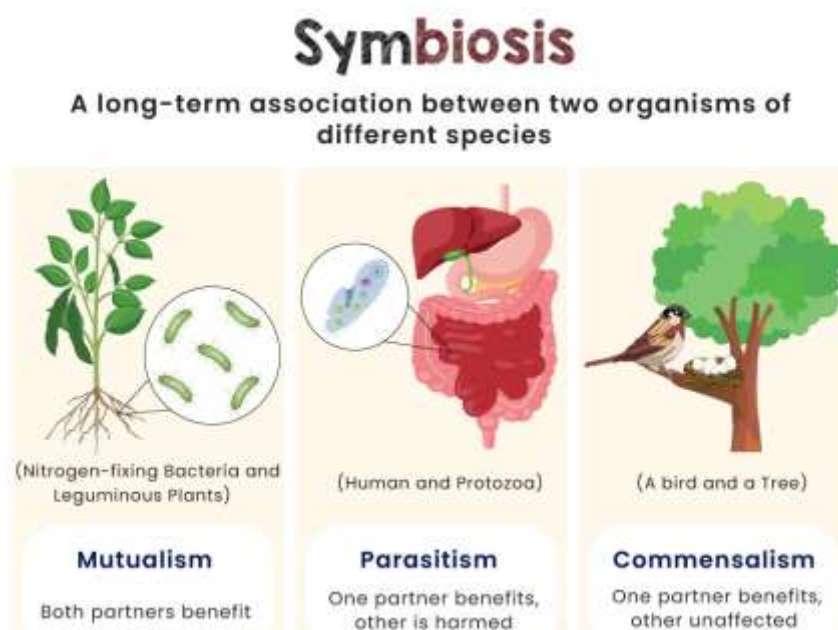 Symbiosis
A long-term association between two organisms of
different species
(Nitrogen-fixing Bacteria and
Leguminous Plants)
(Human and Protozoa)
(A bird and a Tree)
Mutualism
Both partners benefit
Parasitism
One partner benefits,
other is harmed
Commensalism
One partner benefits,
other unaffected